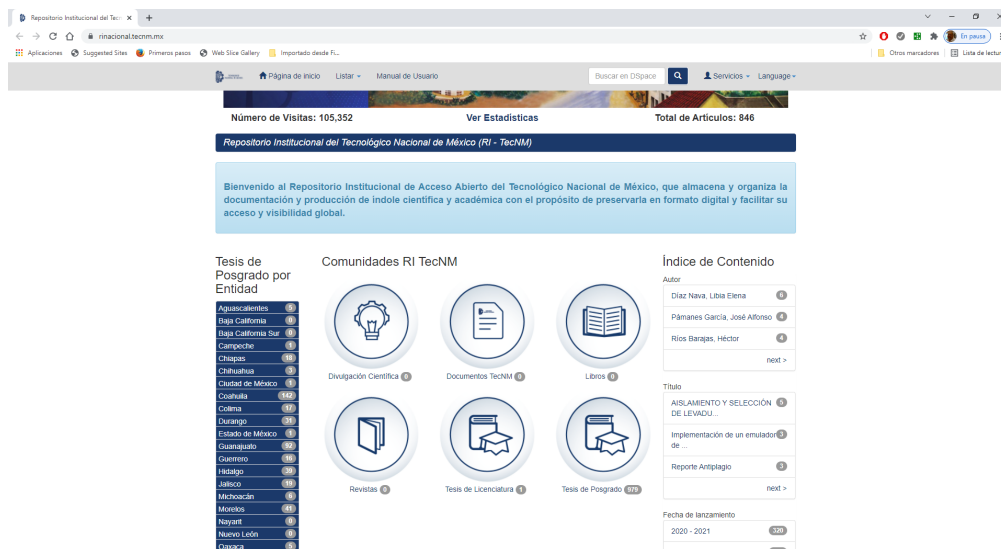 Repositorio Institucional del Tecn
rinacional.tecnm.mx
En pausa
Aplicaciones
Suggested Sites
Primeros pasos
Web Slice Gallery
Importado desde Fi...
Otros marcadores
Lista de lectur
Página de inicio
Listar
Manual de Usuario
Buscar en DSpace
Servicios
Language
Número de Visitas: 105,352
Ver Estadísticas
Total de Artículos: 846
Repositorio Institucional del Tecnológico Nacional de México (RI - TecNM)
Bienvenido al Repositorio Institucional de Acceso Abierto del Tecnológico Nacional de México, que almacena y organiza la
documentación y producción de índole científica y académica con el propósito de preservarla en formato digital y facilitar su
acceso y visibilidad global.
Tesis de
Posgrado por
Entidad
Aguascalientes 5
Baja California 0
Baja California Sur 0
Campeche 1
Chiapas 18
Chihuahua 3
Ciudad de México 1
Coahuila 142
Colima 17
Durango 31
Estado de México 1
Guanajuato 92
Guerrero 16
Hidalgo 39
Jalisco 19
Michoacán 6
Morelos 41
Nayarit 0
Nuevo León 0
Oaxaca 5
Comunidades RI TecNM
Divulgación Científica 0
Documentos TecNM 0
Libros 0
Revistas 0
Tesis de Licenciatura 1
Tesis de Posgrado 979
Índice de Contenido
Autor
Díaz Nava, Libia Elena 6
Pámanes García, José Alfonso 4
Ríos Barajas, Héctor 4
next >
Título
AISLAMIENTO Y SELECCIÓN 5
DE LEVADU...
Implementación de un emulador 3
de ...
Reporte Antiplagio 3
next >
Fecha de lanzamiento
2020 - 2021 320